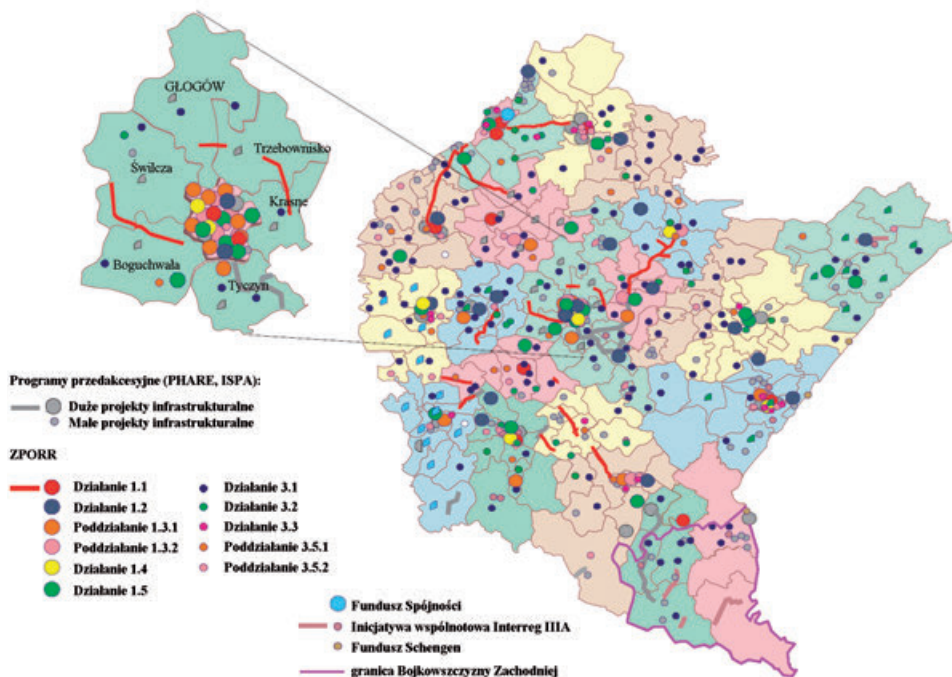 GŁOGÓW
Trzebownisko
Świlcza
Krasne
Boguchwała
Tyczyn
Programy przedakcesyjne (PHARE, ISPA):
Duże projekty infrastrukturalne
Małe projekty infrastrukturalne
ZPORR
Działanie 1.1
Działanie 1.2
Poddziałanie 1.3.1
Poddziałanie 1.3.2
Działanie 1.4
Działanie 1.5
Działanie 3.1
Działanie 3.2
Działanie 3.3
Poddziałanie 3.5.1
Poddziałanie 3.5.2
Fundusz Spójności
Inicjatywa wspólnotowa Interreg IIIA
Fundusz Schengen
granica Bojkowszczyzny Zachodniej